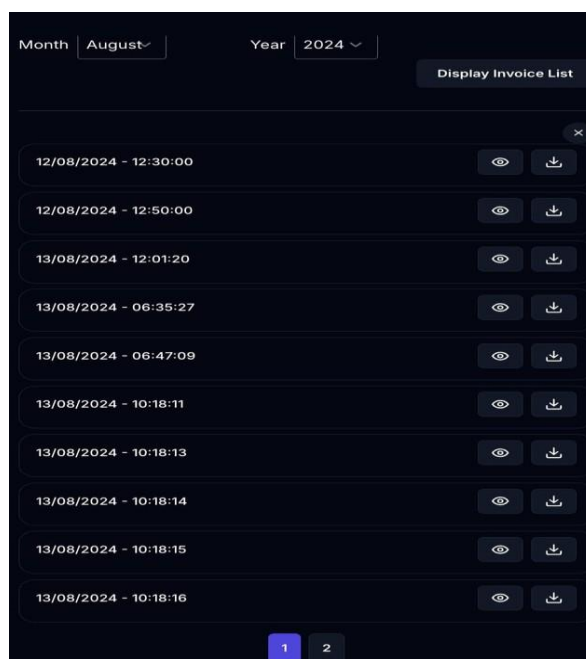 Month August Year 2024
Display Invoice List
12/08/2024 - 12:30:00
12/08/2024 - 12:50:00
13/08/2024 - 12:01:20
13/08/2024 - 06:35:27
13/08/2024 - 06:47:09
13/08/2024 - 10:18:11
13/08/2024 - 10:18:13
13/08/2024 - 10:18:14
13/08/2024 - 10:18:15
13/08/2024 - 10:18:16
1 2